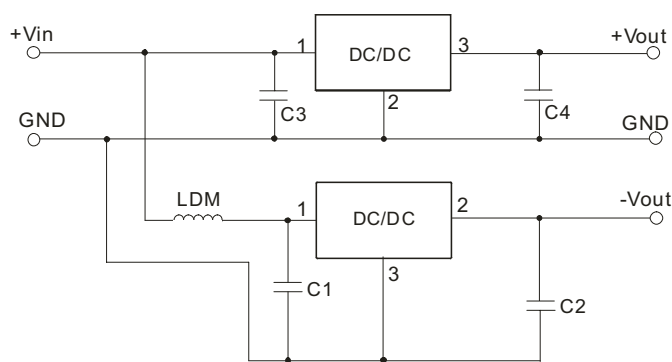 +Vin
1
DC/DC
3
+Vout
2
C3
C4
GND
GND
LDM
1
DC/DC
2
-Vout
3
C1
C2